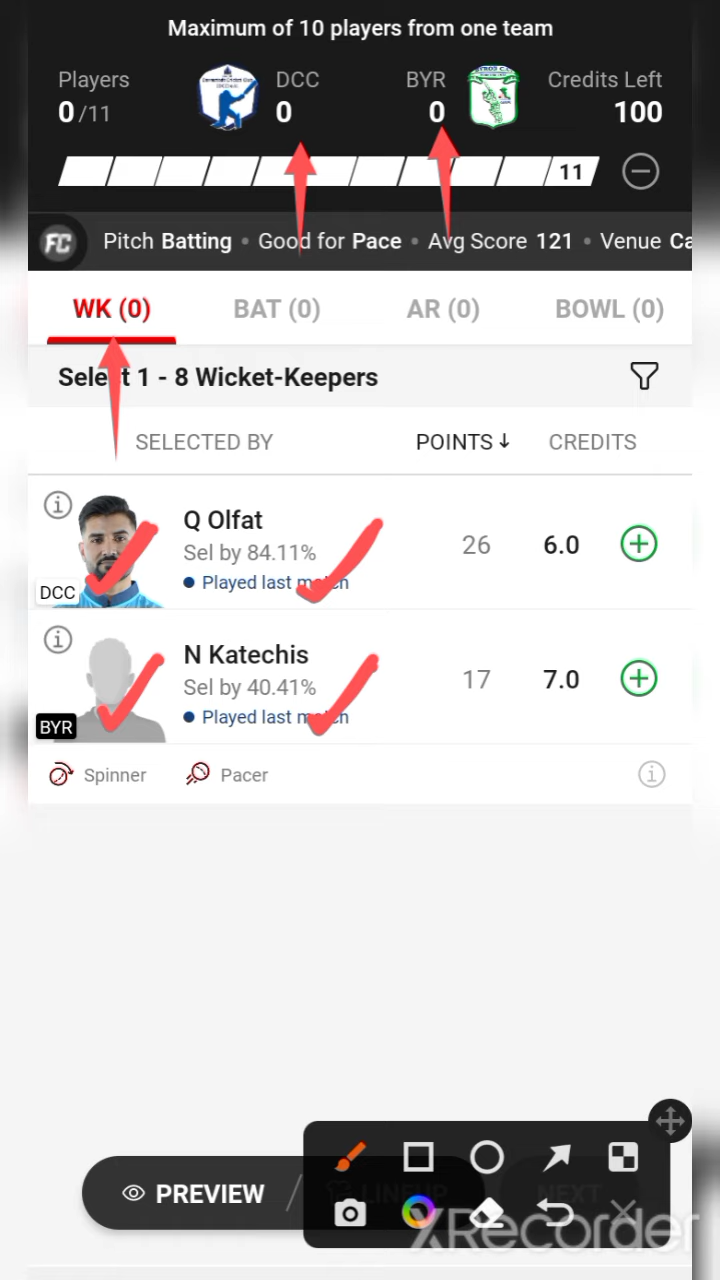 Maximum of 10 players from one team
Players DCC BYR Credits Left
0/11 0 0 100
11
FC Pitch Batting • Good for Pace • Avg Score 121 • Venue Ca
WK (0) BAT (0) AR (0) BOWL (0)
Select 1 - 8 Wicket-Keepers
SELECTED BY POINTS↓ CREDITS
Q Olfat
Sel by 84.11% 26 6.0
DCC Played last match
N Katechis
Sel by 40.41% 17 7.0
BYR Played last match
Spinner Pacer
PREVIEW / LINEUP NEXT
XRecorder